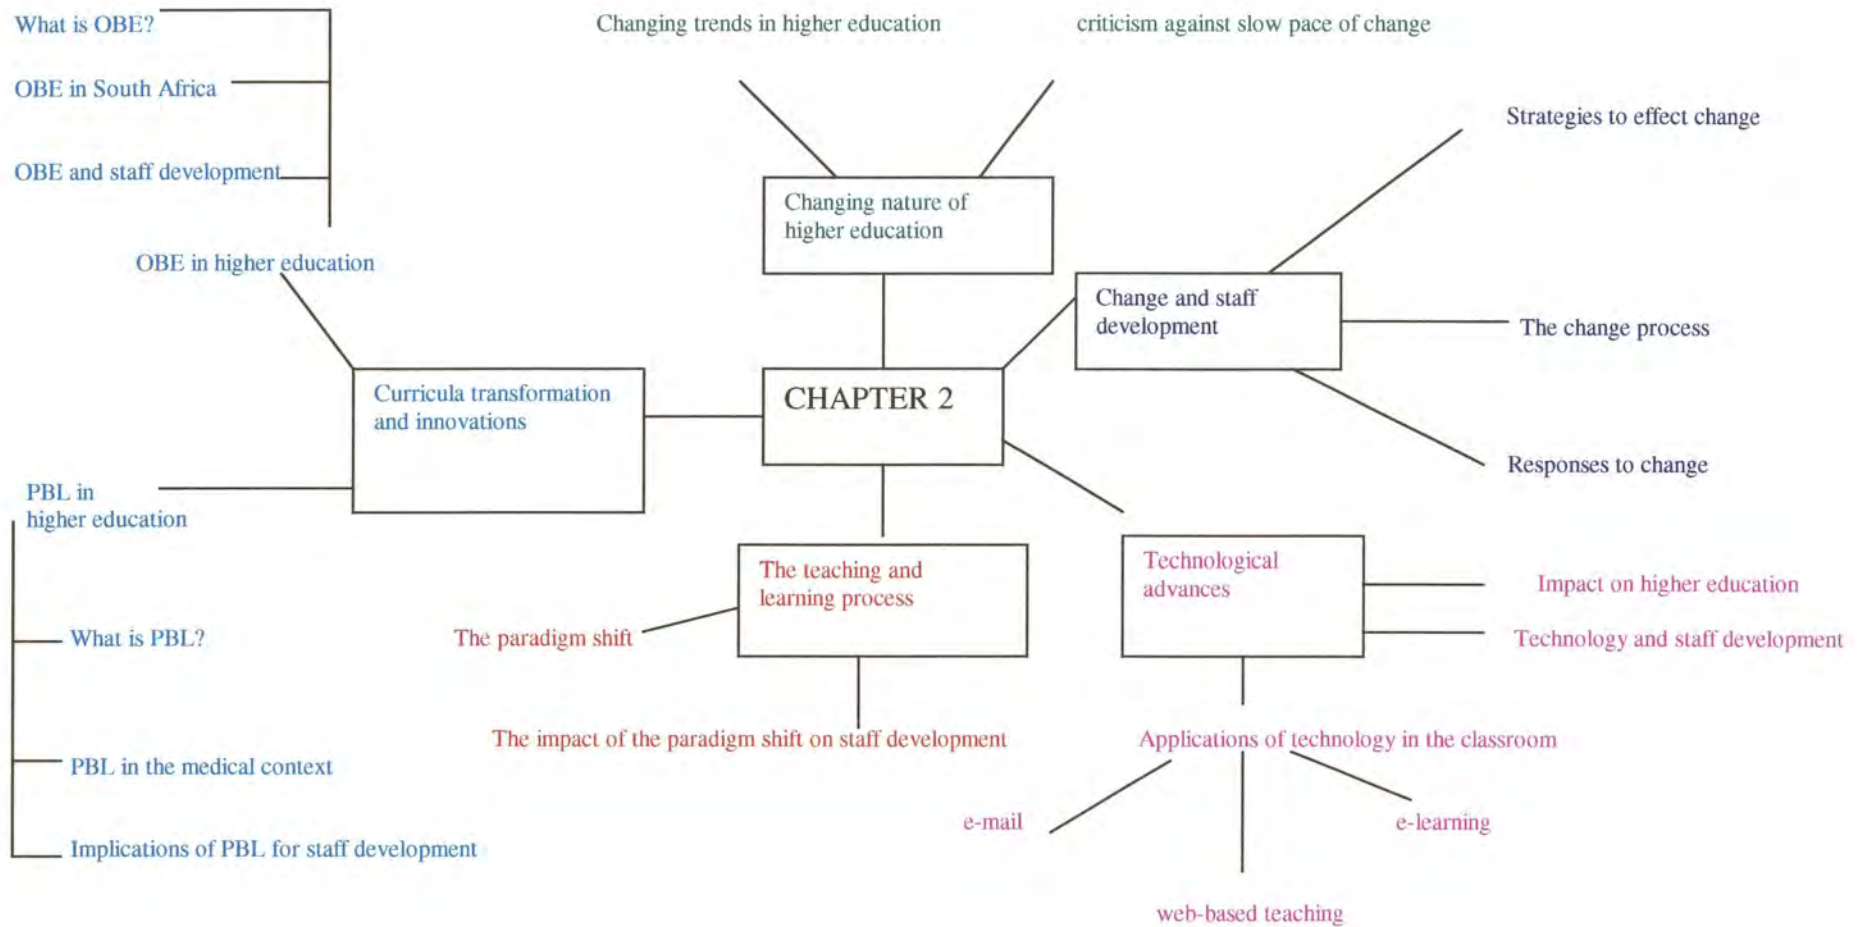 What is OBE?
OBE in South Africa
OBE and staff development
OBE in higher education
Changing trends in higher education
criticism against slow pace of change
Changing nature of
higher education
Strategies to effect change
Change and staff
development
The change process
Responses to change
Curricula transformation
and innovations
CHAPTER 2
PBL in
higher education
What is PBL?
PBL in the medical context
Implications of PBL for staff development
The teaching and
learning process
The paradigm shift
The impact of the paradigm shift on staff development
Technological
advances
Impact on higher education
Technology and staff development
Applications of technology in the classroom
e-mail
e-learning
web-based teaching